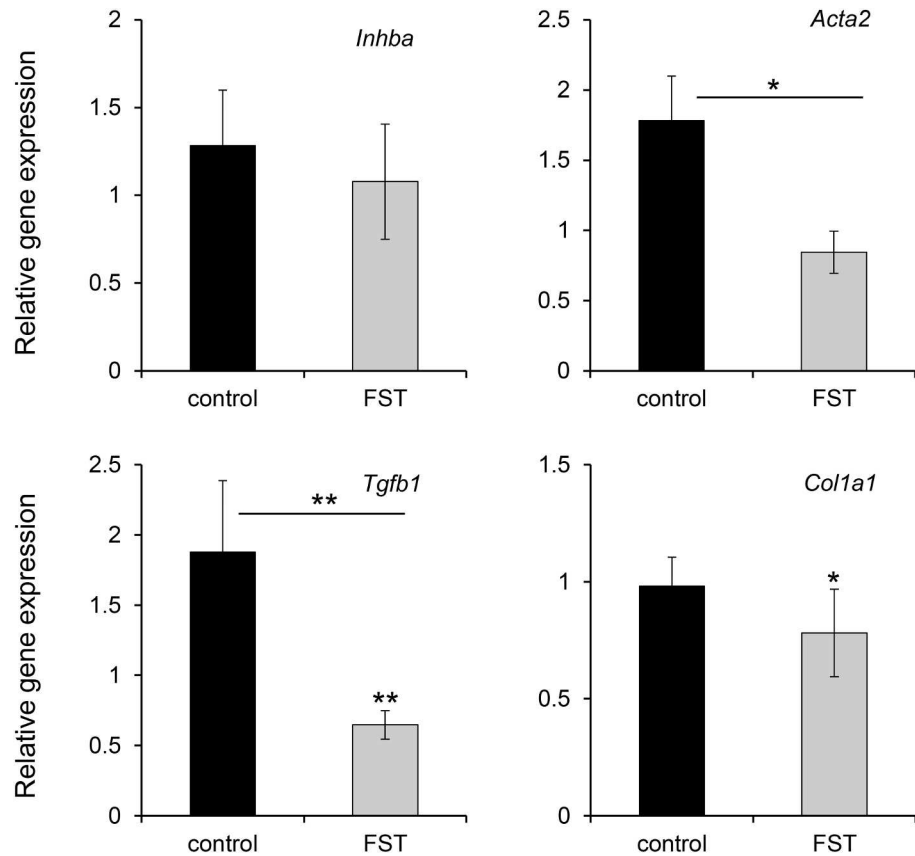 Inhba
Relative gene expression
2
1.5
1
0.5
0
control FST
Acta2
*
2.5
2
1.5
1
0.5
0
control FST
Tgfb1
**
Relative gene expression
2.5
2
1.5
1
0.5
0
**
control FST
Col1a1
1.5
1
0.5
0
*
control FST